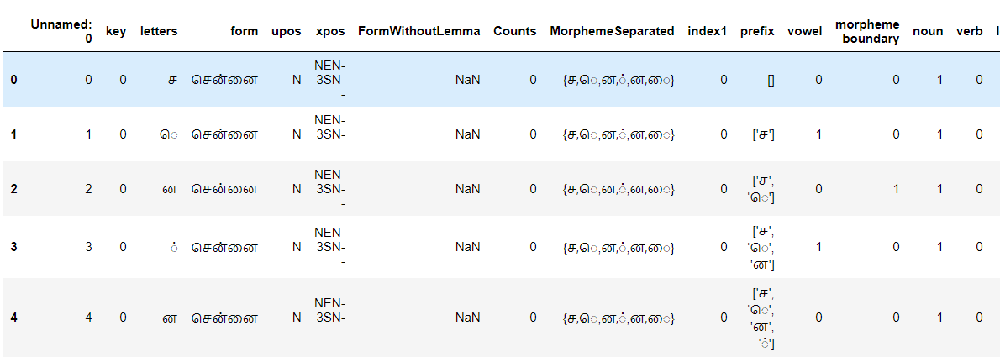 Unnamed: 0 key letters form upos xpos FormWithoutLemma Counts MorphemeSeparated index1 prefix vowel morpheme boundary noun verb l
0 0 0 ச சென்னை N NEN-3SN-- NaN 0 {ச,ெ,ன,்,ன,ை} 0 [] 0 0 1 0
1 1 0 ெ சென்னை N NEN-3SN-- NaN 0 {ச,ெ,ன,்,ன,ை} 0 ['ச'] 1 0 1 0
2 2 0 ன சென்னை N NEN-3SN-- NaN 0 {ச,ெ,ன,்,ன,ை} 0 ['ச', 'ெ'] 0 1 1 0
3 3 0 ் சென்னை N NEN-3SN-- NaN 0 {ச,ெ,ன,்,ன,ை} 0 ['ச', 'ெ', 'ன'] 1 0 1 0
4 4 0 ன சென்னை N NEN-3SN-- NaN 0 {ச,ெ,ன,்,ன,ை} 0 ['ச', 'ெ', 'ன', '்'] 0 0 1 0